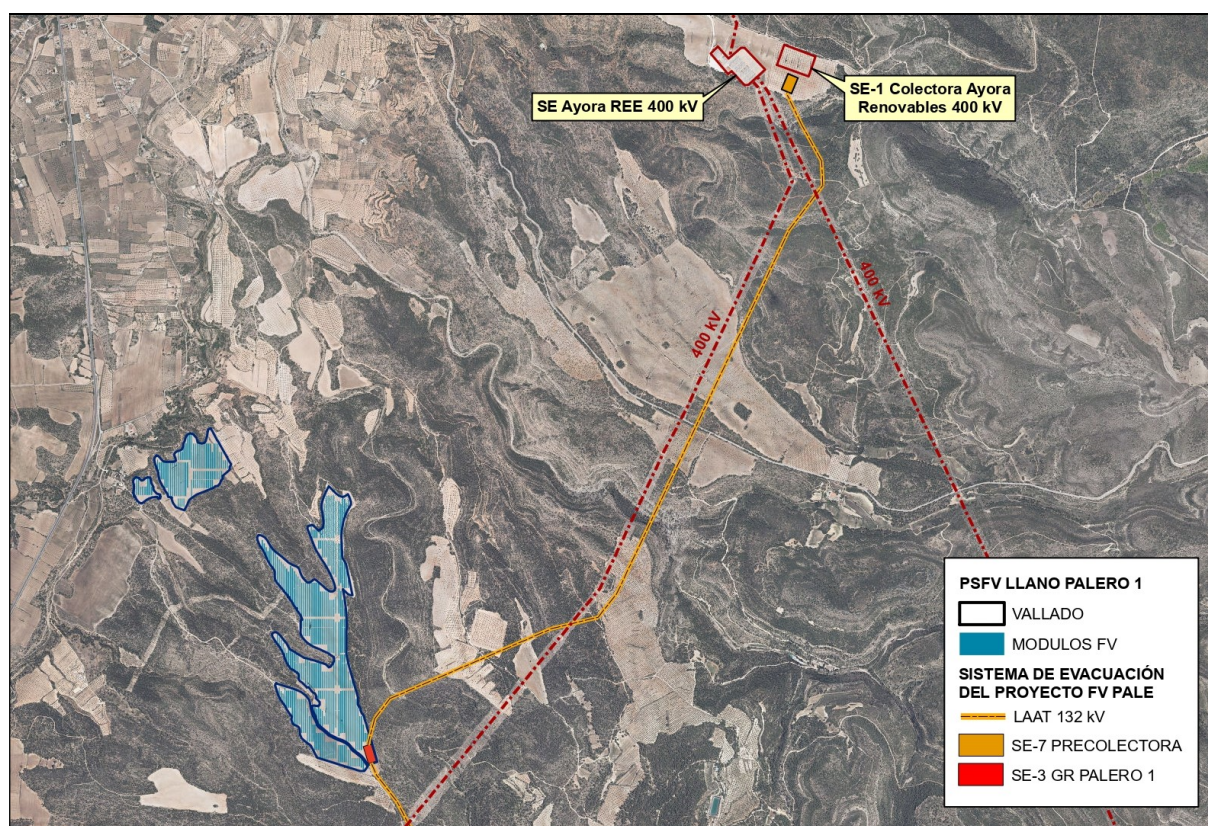 SE Ayora REE 400 kV
SE-1 Colectora Ayora
Renovables 400 kV
400 kV
400 kV
PSFV LLANO PALERO 1
VALLADO
MODULOS FV
SISTEMA DE EVACUACIÓN
DEL PROYECTO FV PALE
LAAT 132 kV
SE-7 PRECOLECTORA
SE-3 GR PALERO 1